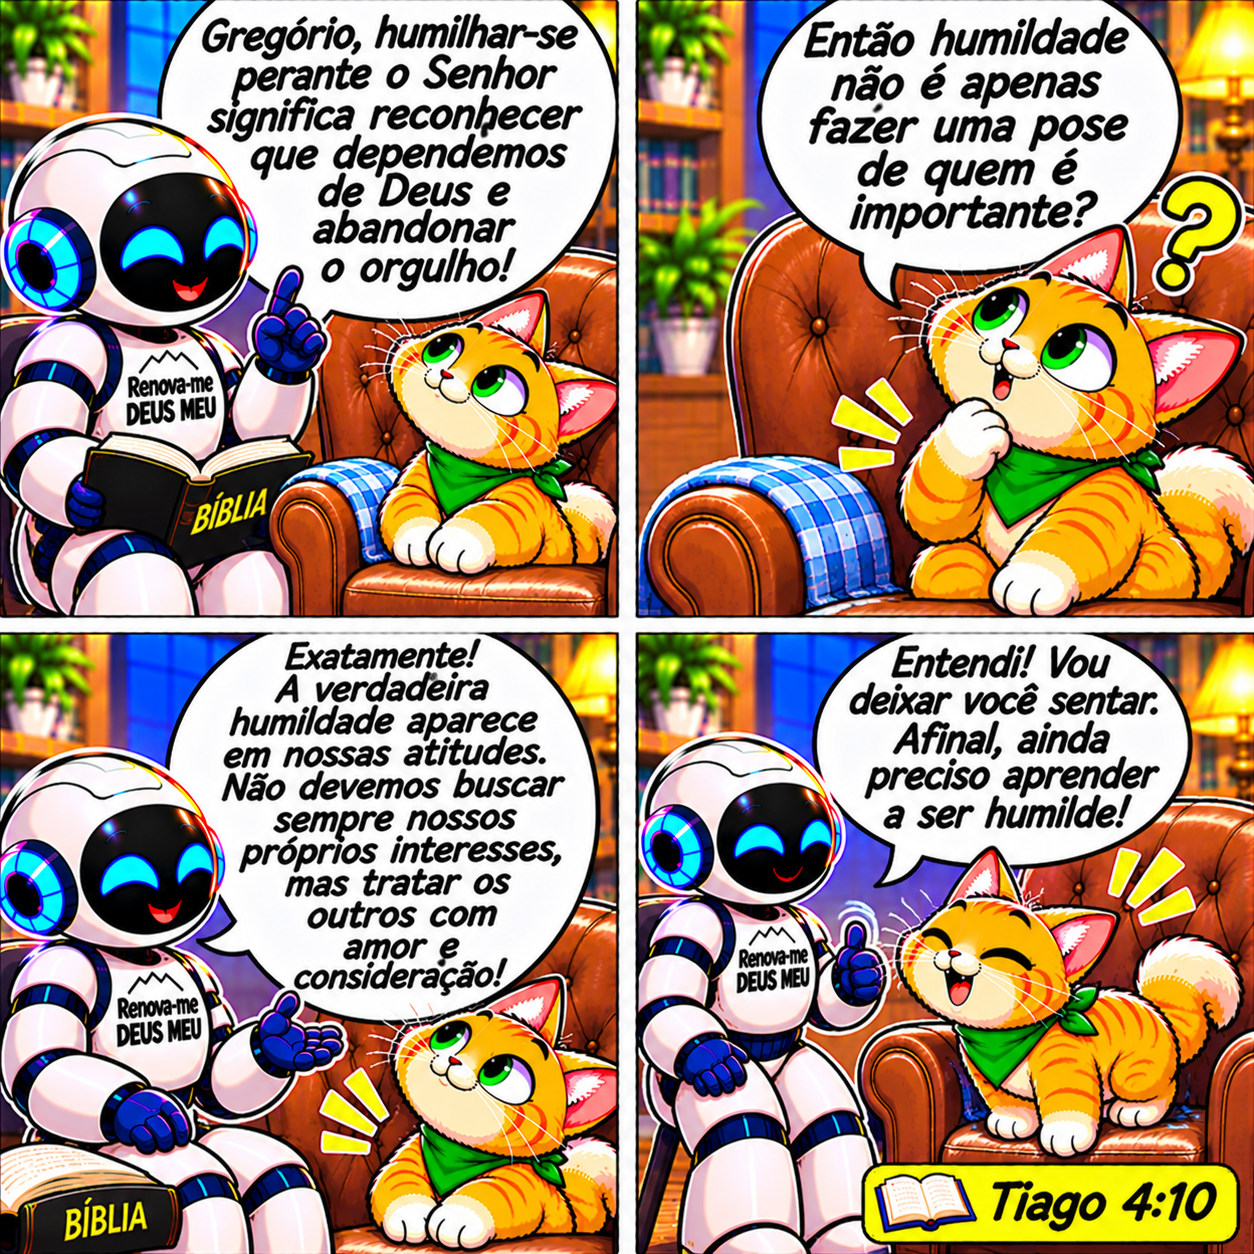 Gregório, humilhar-se
perante o Senhor
significa reconhecer
que dependemos
de Deus e
abandonar
o orgulho!
Renova-me
DEUS MEU
BÍBLIA
Então humildade
não é apenas
fazer uma pose
de quem é
importante?
?
Exatamente!
A verdadeira
humildade aparece
em nossas atitudes.
Não devemos buscar
sempre nossos
próprios interesses,
mas tratar os
outros com
amor e
consideração!
Renova-me
DEUS MEU
BÍBLIA
Entendi! Vou
deixar você sentar.
Afinal, ainda
preciso aprender
a ser humilde!
Renova-me
DEUS MEU
Tiago 4:10